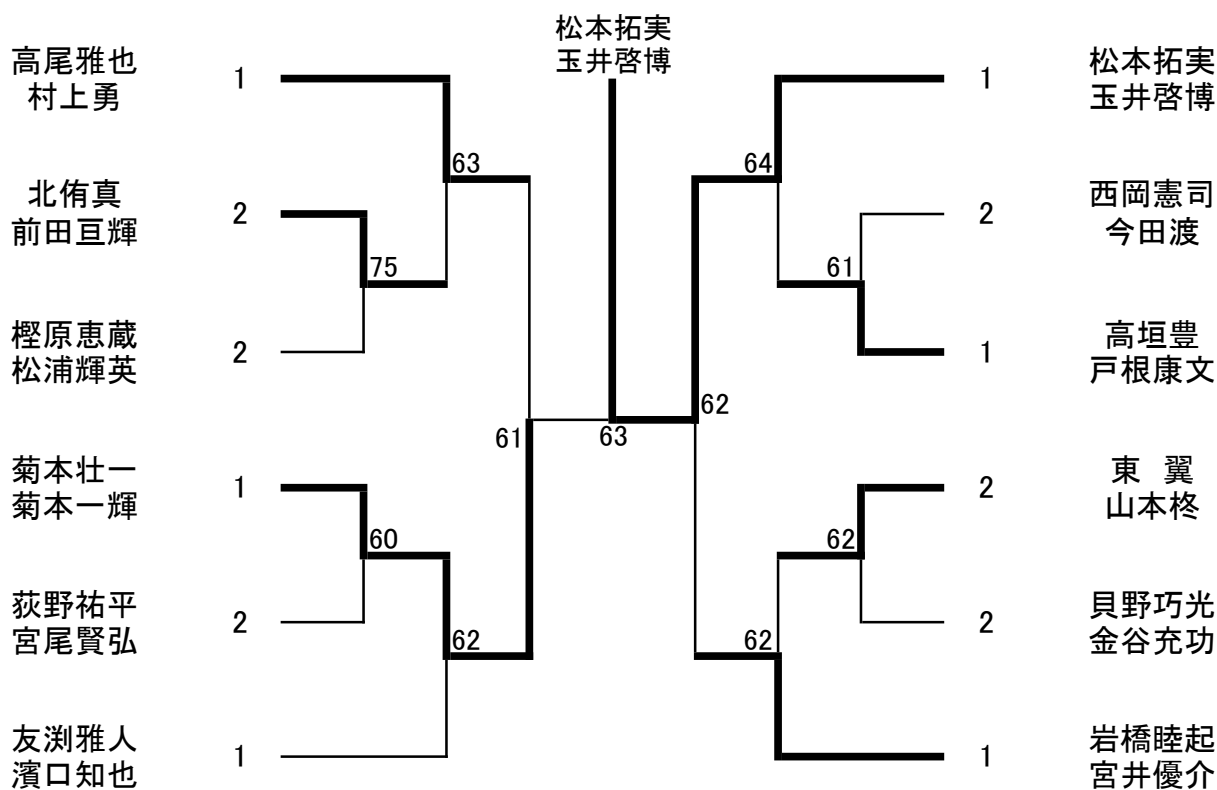 松本拓実
玉井啓博
高尾雅也
村上勇
1
63
北侑真
前田亘輝
2
75
樫原恵蔵
松浦輝英
2
61
菊本壮一
菊本一輝
1
60
荻野祐平
宮尾賢弘
2
62
友渕雅人
濱口知也
1
63
松本拓実
玉井啓博
1
64
西岡憲司
今田渡
2
61
高垣豊
戸根康文
1
62
東 翼
山本柊
2
62
貝野巧光
金谷充功
2
62
岩橋睦起
宮井優介
1